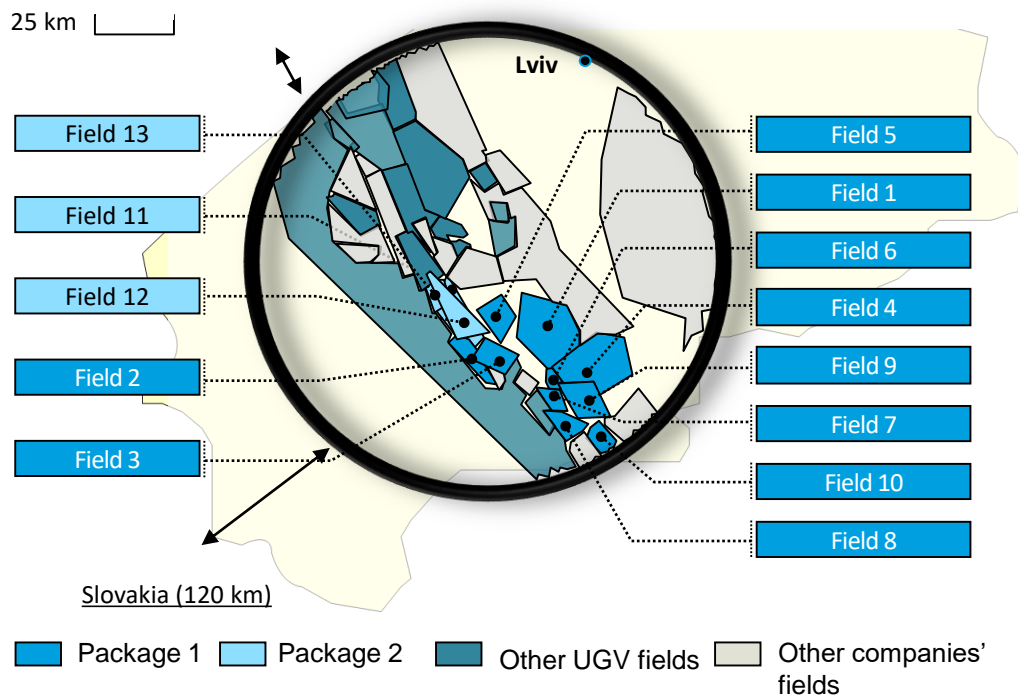 25 km
Lviv
Field 13
Field 11
Field 12
Field 2
Field 3
Field 5
Field 1
Field 6
Field 4
Field 9
Field 7
Field 10
Field 8
Slovakia (120 km)
Package 1
Package 2
Other UGV fields
Other companies’
fields